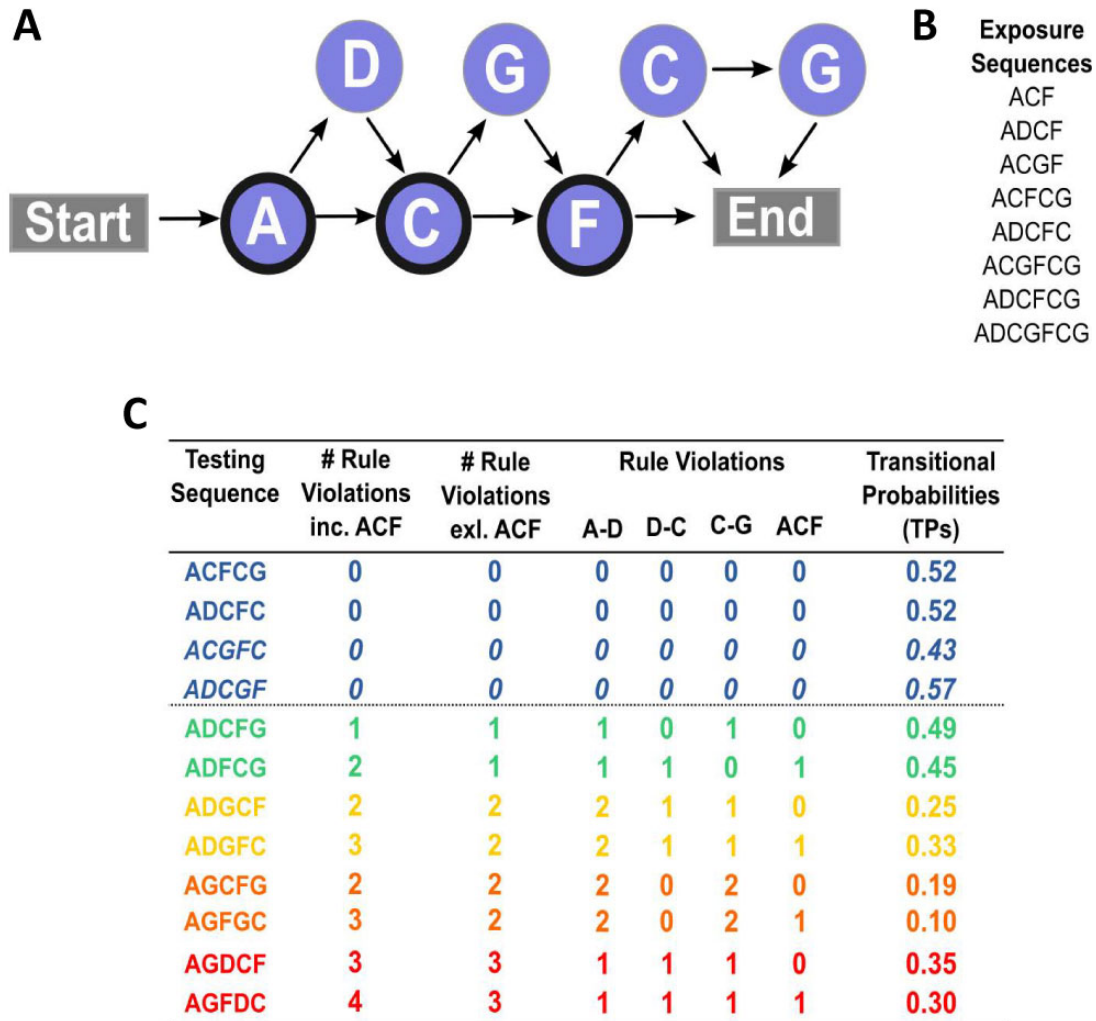 A
D
G
C
G
Start
A
C
F
End
B
Exposure
Sequences
ACF
ADCF
ACGF
ACFCG
ADCFC
ACGFCG
ADCFCG
ADCGFCG
C
Testing Sequence # Rule Violations inc. ACF # Rule Violations exl. ACF Rule Violations A-D D-C C-G ACF Transitional Probabilities (TPs)
ACFCG 0 0 0 0 0 0 0.52
ADCFC 0 0 0 0 0 0 0.52
ACGFC 0 0 0 0 0 0 0.43
ADCGF 0 0 0 0 0 0 0.57
ADCFG 1 1 1 0 1 0 0.49
ADFCG 2 1 1 1 0 1 0.45
ADGCF 2 2 2 1 1 0 0.25
ADGFC 3 2 2 1 1 1 0.33
AGCFG 2 2 2 0 2 0 0.19
AGFGC 3 2 2 0 2 1 0.10
AGDCF 3 3 1 1 1 0 0.35
AGFDC 4 3 1 1 1 1 0.30